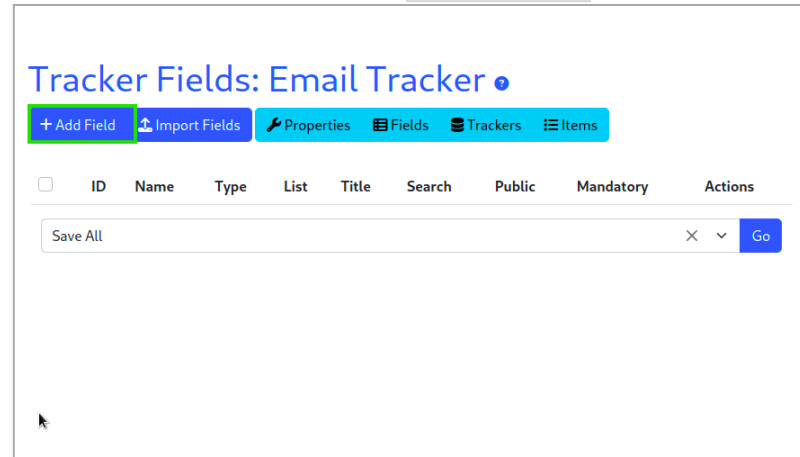 Tracker Fields: Email Tracker ?
+ Add Field Import Fields Properties Fields Trackers Items
ID Name Type List Title Search Public Mandatory Actions
Save All Go